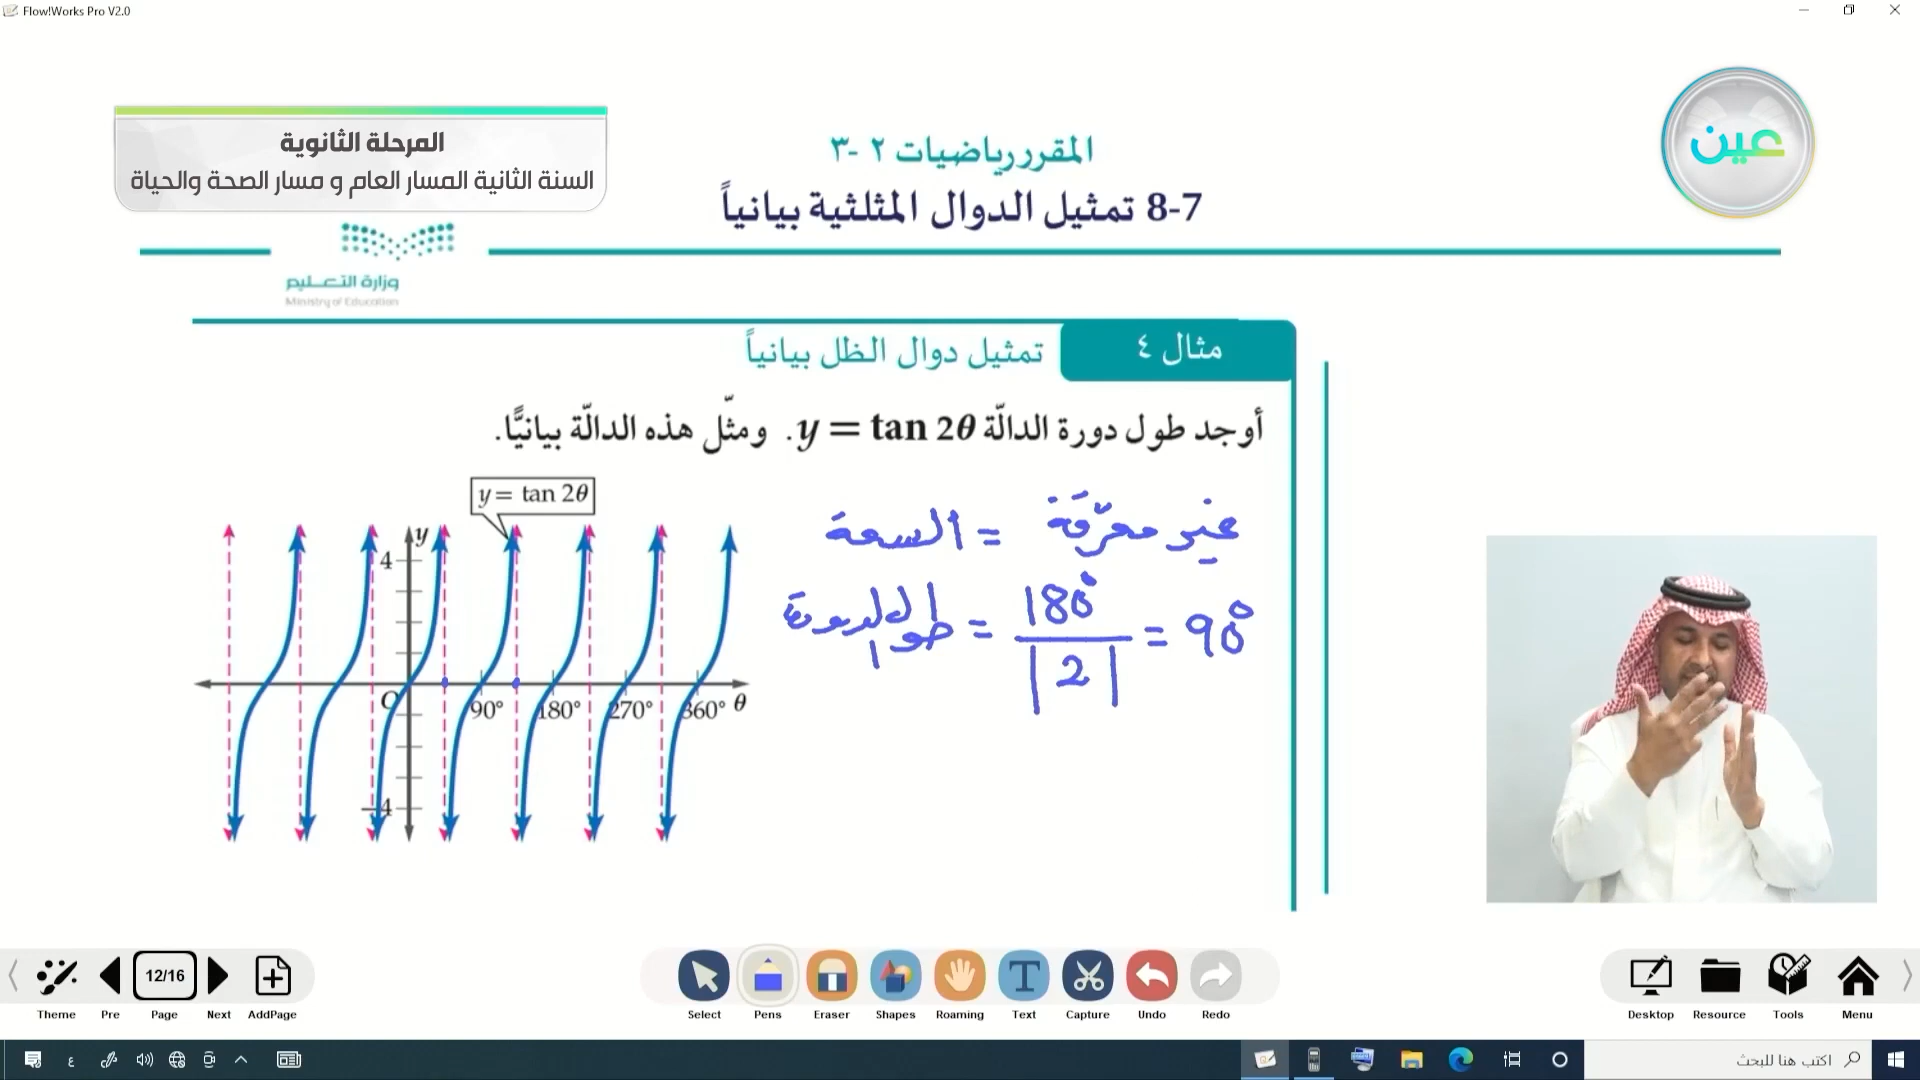 Flow!Works Pro V2.0
المرحلة الثانوية
السنة الثانية المسار العام و مسار الصحة والحياة
المقرر رياضيات ٢ -٣
8-7 تمثيل الدوال المثلثية بيانياً
عين
وزارة التعليم
Ministry of Education
مثال ٤
تمثيل دوال الظل بيانياً
أوجد طول دورة الدالّة y = tan 2θ. ومثّل هذه الدالّة بيانيًّا.
y = tan 2θ
y
4
O
90° 180° 270° 360° θ
−4
السعة = غير معرّفة
طول الدورة = 180° / |2| = 90°
12/16
Theme Pre Page Next AddPage
Select Pens Eraser Shapes Roaming Text Capture Undo Redo
Desktop Resource Tools Menu
ع
اكتب هنا للبحث